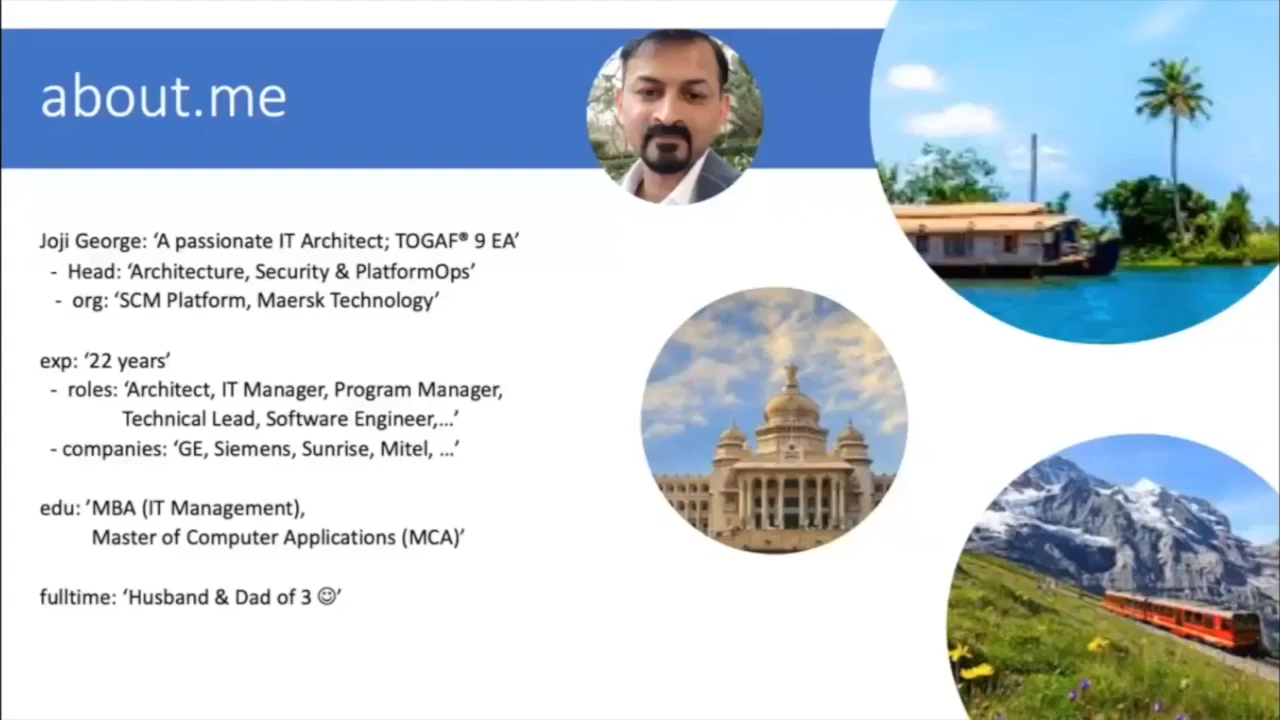 about.me
Joji George: ‘A passionate IT Architect; TOGAF® 9 EA’
- Head: ‘Architecture, Security & PlatformOps’
- org: ‘SCM Platform, Maersk Technology’
exp: ‘22 years’
- roles: ‘Architect, IT Manager, Program Manager,
Technical Lead, Software Engineer,...’
- companies: ‘GE, Siemens, Sunrise, Mitel, ...’
edu: ’MBA (IT Management),
Master of Computer Applications (MCA)’
fulltime: ‘Husband & Dad of 3 ☺’